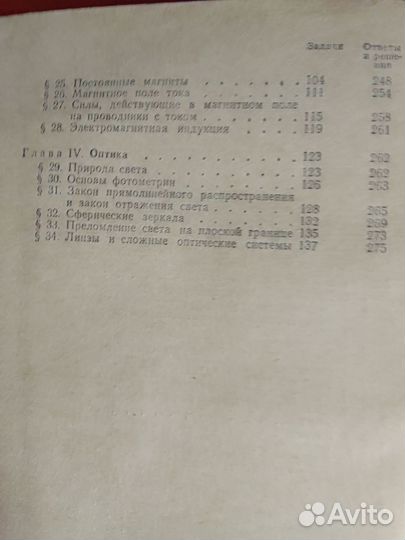 Задачи Ответы
и реше-
ния
§ 25. Постоянные магниты . . . . . . . 104 248
§ 26. Магнитное поле тока . . . . . . . 111 254
§ 27. Силы, действующие в магнитном поле
на проводники с током . . . . . . . 115 258
§ 28. Электромагнитная индукция . . . . 119 261
Глава IV. Оптика . . . . . . . . . . 123 262
§ 29. Природа света . . . . . . . . . . 123 262
§ 30. Основы фотометрии . . . . . . . 126 263
§ 31. Закон прямолинейного распространения
и закон отражения света . . . . . . 128 265
§ 32. Сферические зеркала . . . . . . 132 269
§ 33. Преломление света на плоской границе 135 273
§ 34. Линзы и сложные оптические системы 137 275
Avito